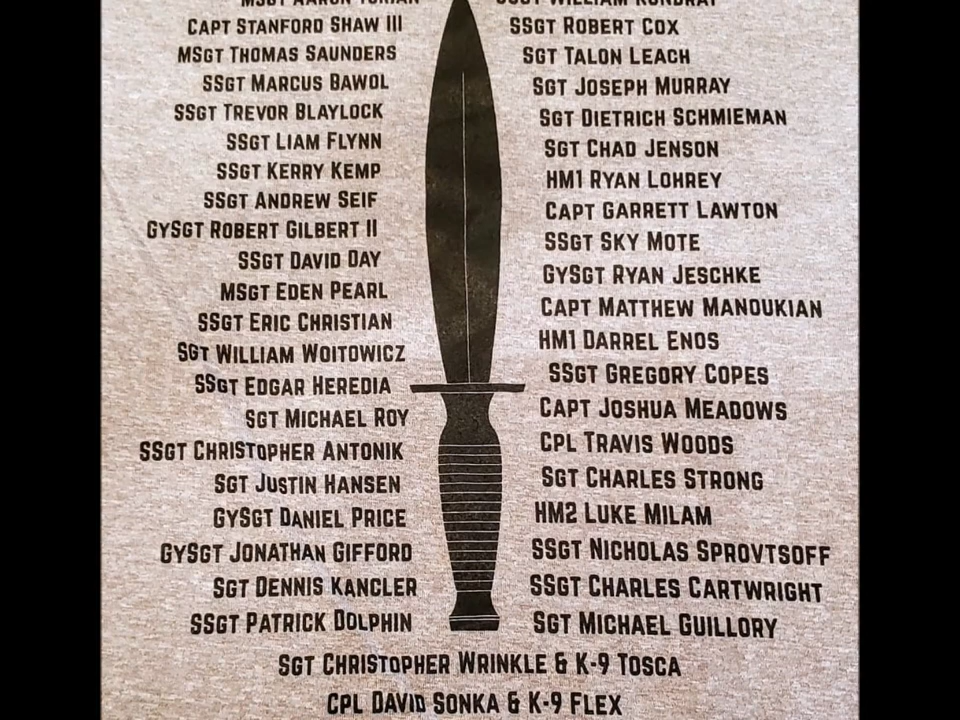 MSGT AARON TORIAN
CAPT STANFORD SHAW III
MSGT THOMAS SAUNDERS
SSGT MARCUS BAWOL
SSGT TREVOR BLAYLOCK
SSGT LIAM FLYNN
SSGT KERRY KEMP
SSGT ANDREW SEIF
GYSGT ROBERT GILBERT II
SSGT DAVID DAY
MSGT EDEN PEARL
SSGT ERIC CHRISTIAN
SGT WILLIAM WOITOWICZ
SSGT EDGAR HEREDIA
SGT MICHAEL ROY
SSGT CHRISTOPHER ANTONIK
SGT JUSTIN HANSEN
GYSGT DANIEL PRICE
GYSGT JONATHAN GIFFORD
SGT DENNIS KANCLER
SSGT PATRICK DOLPHIN
SSGT WILLIAM KUNDRAT
SSGT ROBERT COX
SGT TALON LEACH
SGT JOSEPH MURRAY
SGT DIETRICH SCHMIEMAN
SGT CHAD JENSON
HM1 RYAN LOHREY
CAPT GARRETT LAWTON
SSGT SKY MOTE
GYSGT RYAN JESCHKE
CAPT MATTHEW MANOUKIAN
HM1 DARREL ENOS
SSGT GREGORY COPES
CAPT JOSHUA MEADOWS
CPL TRAVIS WOODS
SGT CHARLES STRONG
HM2 LUKE MILAM
SSGT NICHOLAS SPROVTSOFF
SSGT CHARLES CARTWRIGHT
SGT MICHAEL GUILLORY
SGT CHRISTOPHER WRINKLE & K-9 TOSCA
CPL DAVID SONKA & K-9 FLEX